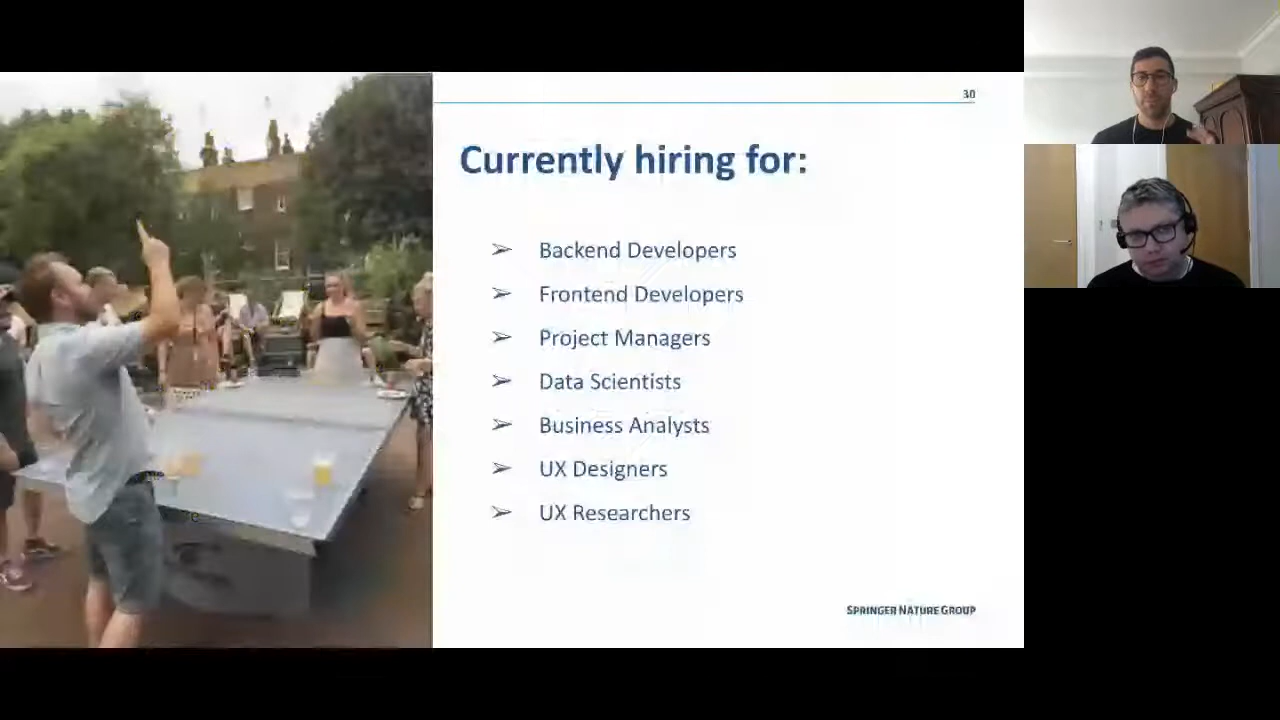 30
Currently hiring for:
➢ Backend Developers
➢ Frontend Developers
➢ Project Managers
➢ Data Scientists
➢ Business Analysts
➢ UX Designers
➢ UX Researchers
SPRINGER NATURE GROUP